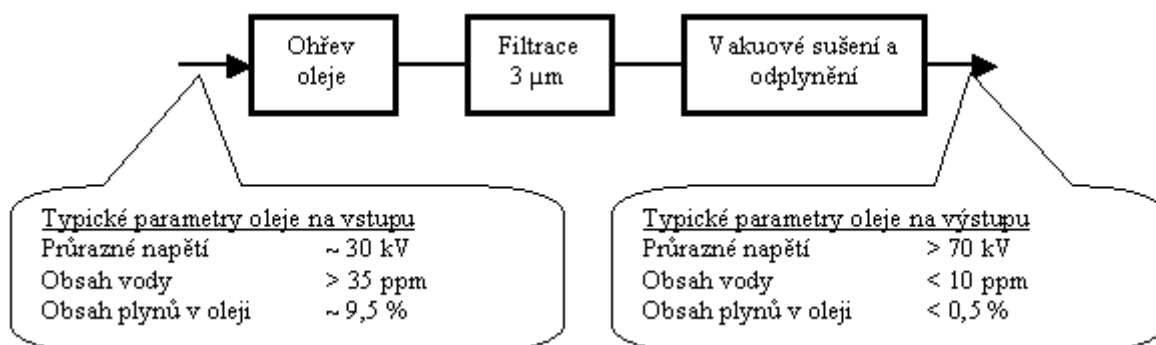 Ohřev
oleje
Filtrace
3 μm
Vakuové sušení a
odplynění
Typické parametry oleje na vstupu
Průrazné napětí ~ 30 kV
Obsah vody > 35 ppm
Obsah plynů v oleji ~ 9,5 %
Typické parametry oleje na výstupu
Průrazné napětí > 70 kV
Obsah vody < 10 ppm
Obsah plynů v oleji < 0,5 %